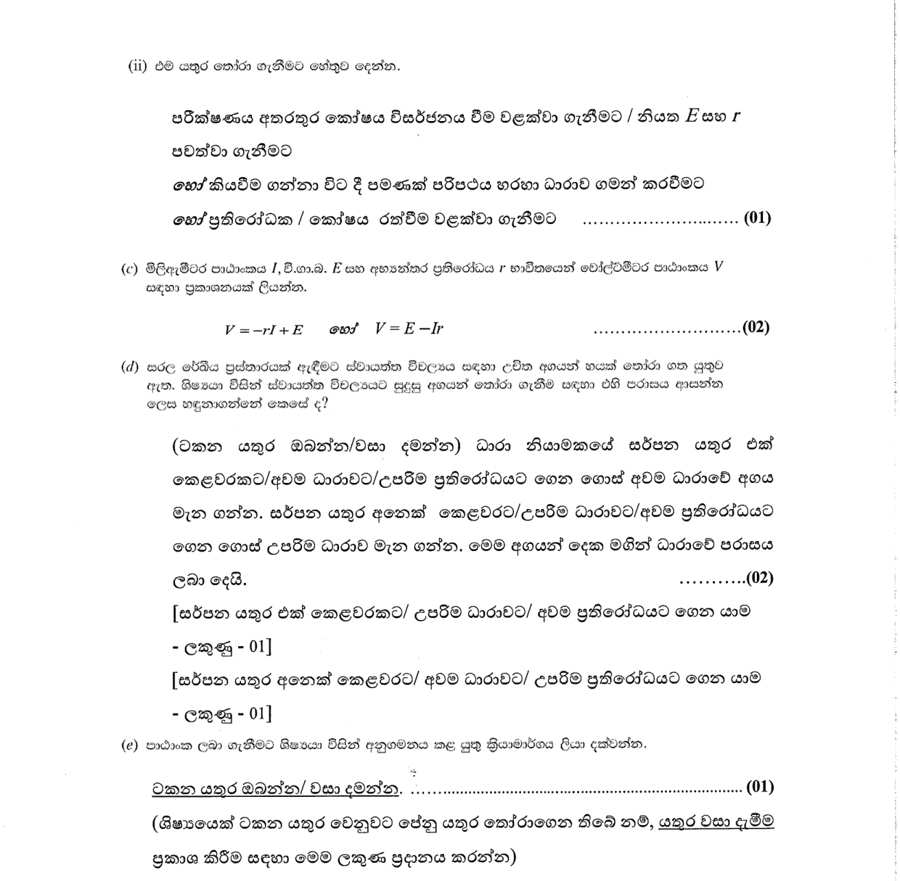 (ii) එම යතුර තෝරා ගැනීමට හේතුව දෙන්න.
පරීක්ෂණය අතරතුර කෝෂය විසර්ජනය වීම වළක්වා ගැනීමට / නියත E සහ r
පවත්වා ගැනීමට
හෝ කියවීම ගන්නා විට දී පමණක් පරිපථය හරහා ධාරාව ගමන් කරවීමට
හෝ ප්‍රතිරෝධක / කෝෂය රත්වීම වළක්වා ගැනීමට ............................. (01)
(c) මිලිඇමීටර පාඨාංකය I, වි.ගා.බ. E සහ අභ්‍යන්තර ප්‍රතිරෝධය r භාවිතයෙන් වෝල්ට්මීටර පාඨාංකය V
සඳහා ප්‍රකාශනයක් ලියන්න.
V = −rI + E හෝ V = E − Ir ...........................(02)
(d) සරල රේඛීය ප්‍රස්තාරයක් ඇඳීමට ස්වායත්ත විචල්‍යය සඳහා උචිත අගයන් හයක් තෝරා ගත යුතුව
ඇත. ශිෂ්‍යයා විසින් ස්වායත්ත විචල්‍යයට සුදුසු අගයන් තෝරා ගැනීම සඳහා එහි පරාසය ආසන්න
ලෙස හඳුනාගන්නේ කෙසේ ද?
(ටකන යතුර ඔබන්න/වසා දමන්න) ධාරා නියාමකයේ සර්පන යතුර එක්
කෙළවරකට/අවම ධාරාවට/උපරිම ප්‍රතිරෝධයට ගෙන ගොස් අවම ධාරාවේ අගය
මැන ගන්න. සර්පන යතුර අනෙක් කෙළවරට/උපරිම ධාරාවට/අවම ප්‍රතිරෝධයට
ගෙන ගොස් උපරිම ධාරාව මැන ගන්න. මෙම අගයන් දෙක මගින් ධාරාවේ පරාසය
ලබා දෙයි. ...........(02)
[සර්පන යතුර එක් කෙළවරකට/ උපරිම ධාරාවට/ අවම ප්‍රතිරෝධයට ගෙන යාම
- ලකුණු - 01]
[සර්පන යතුර අනෙක් කෙළවරට/ අවම ධාරාවට/ උපරිම ප්‍රතිරෝධයට ගෙන යාම
- ලකුණු - 01]
(e) පාඨාංක ලබා ගැනීමට ශිෂ්‍යයා විසින් අනුගමනය කළ යුතු ක්‍රියාමාර්ගය ලියා දක්වන්න.
ටකන යතුර ඔබන්න/ වසා දමන්න. ................................................................ (01)
(ශිෂ්‍යයෙක් ටකන යතුර වෙනුවට පේනු යතුර තෝරාගෙන තිබේ නම්, යතුර වසා දැමීම
ප්‍රකාශ කිරීම සඳහා මෙම ලකුණ ප්‍රදානය කරන්න)